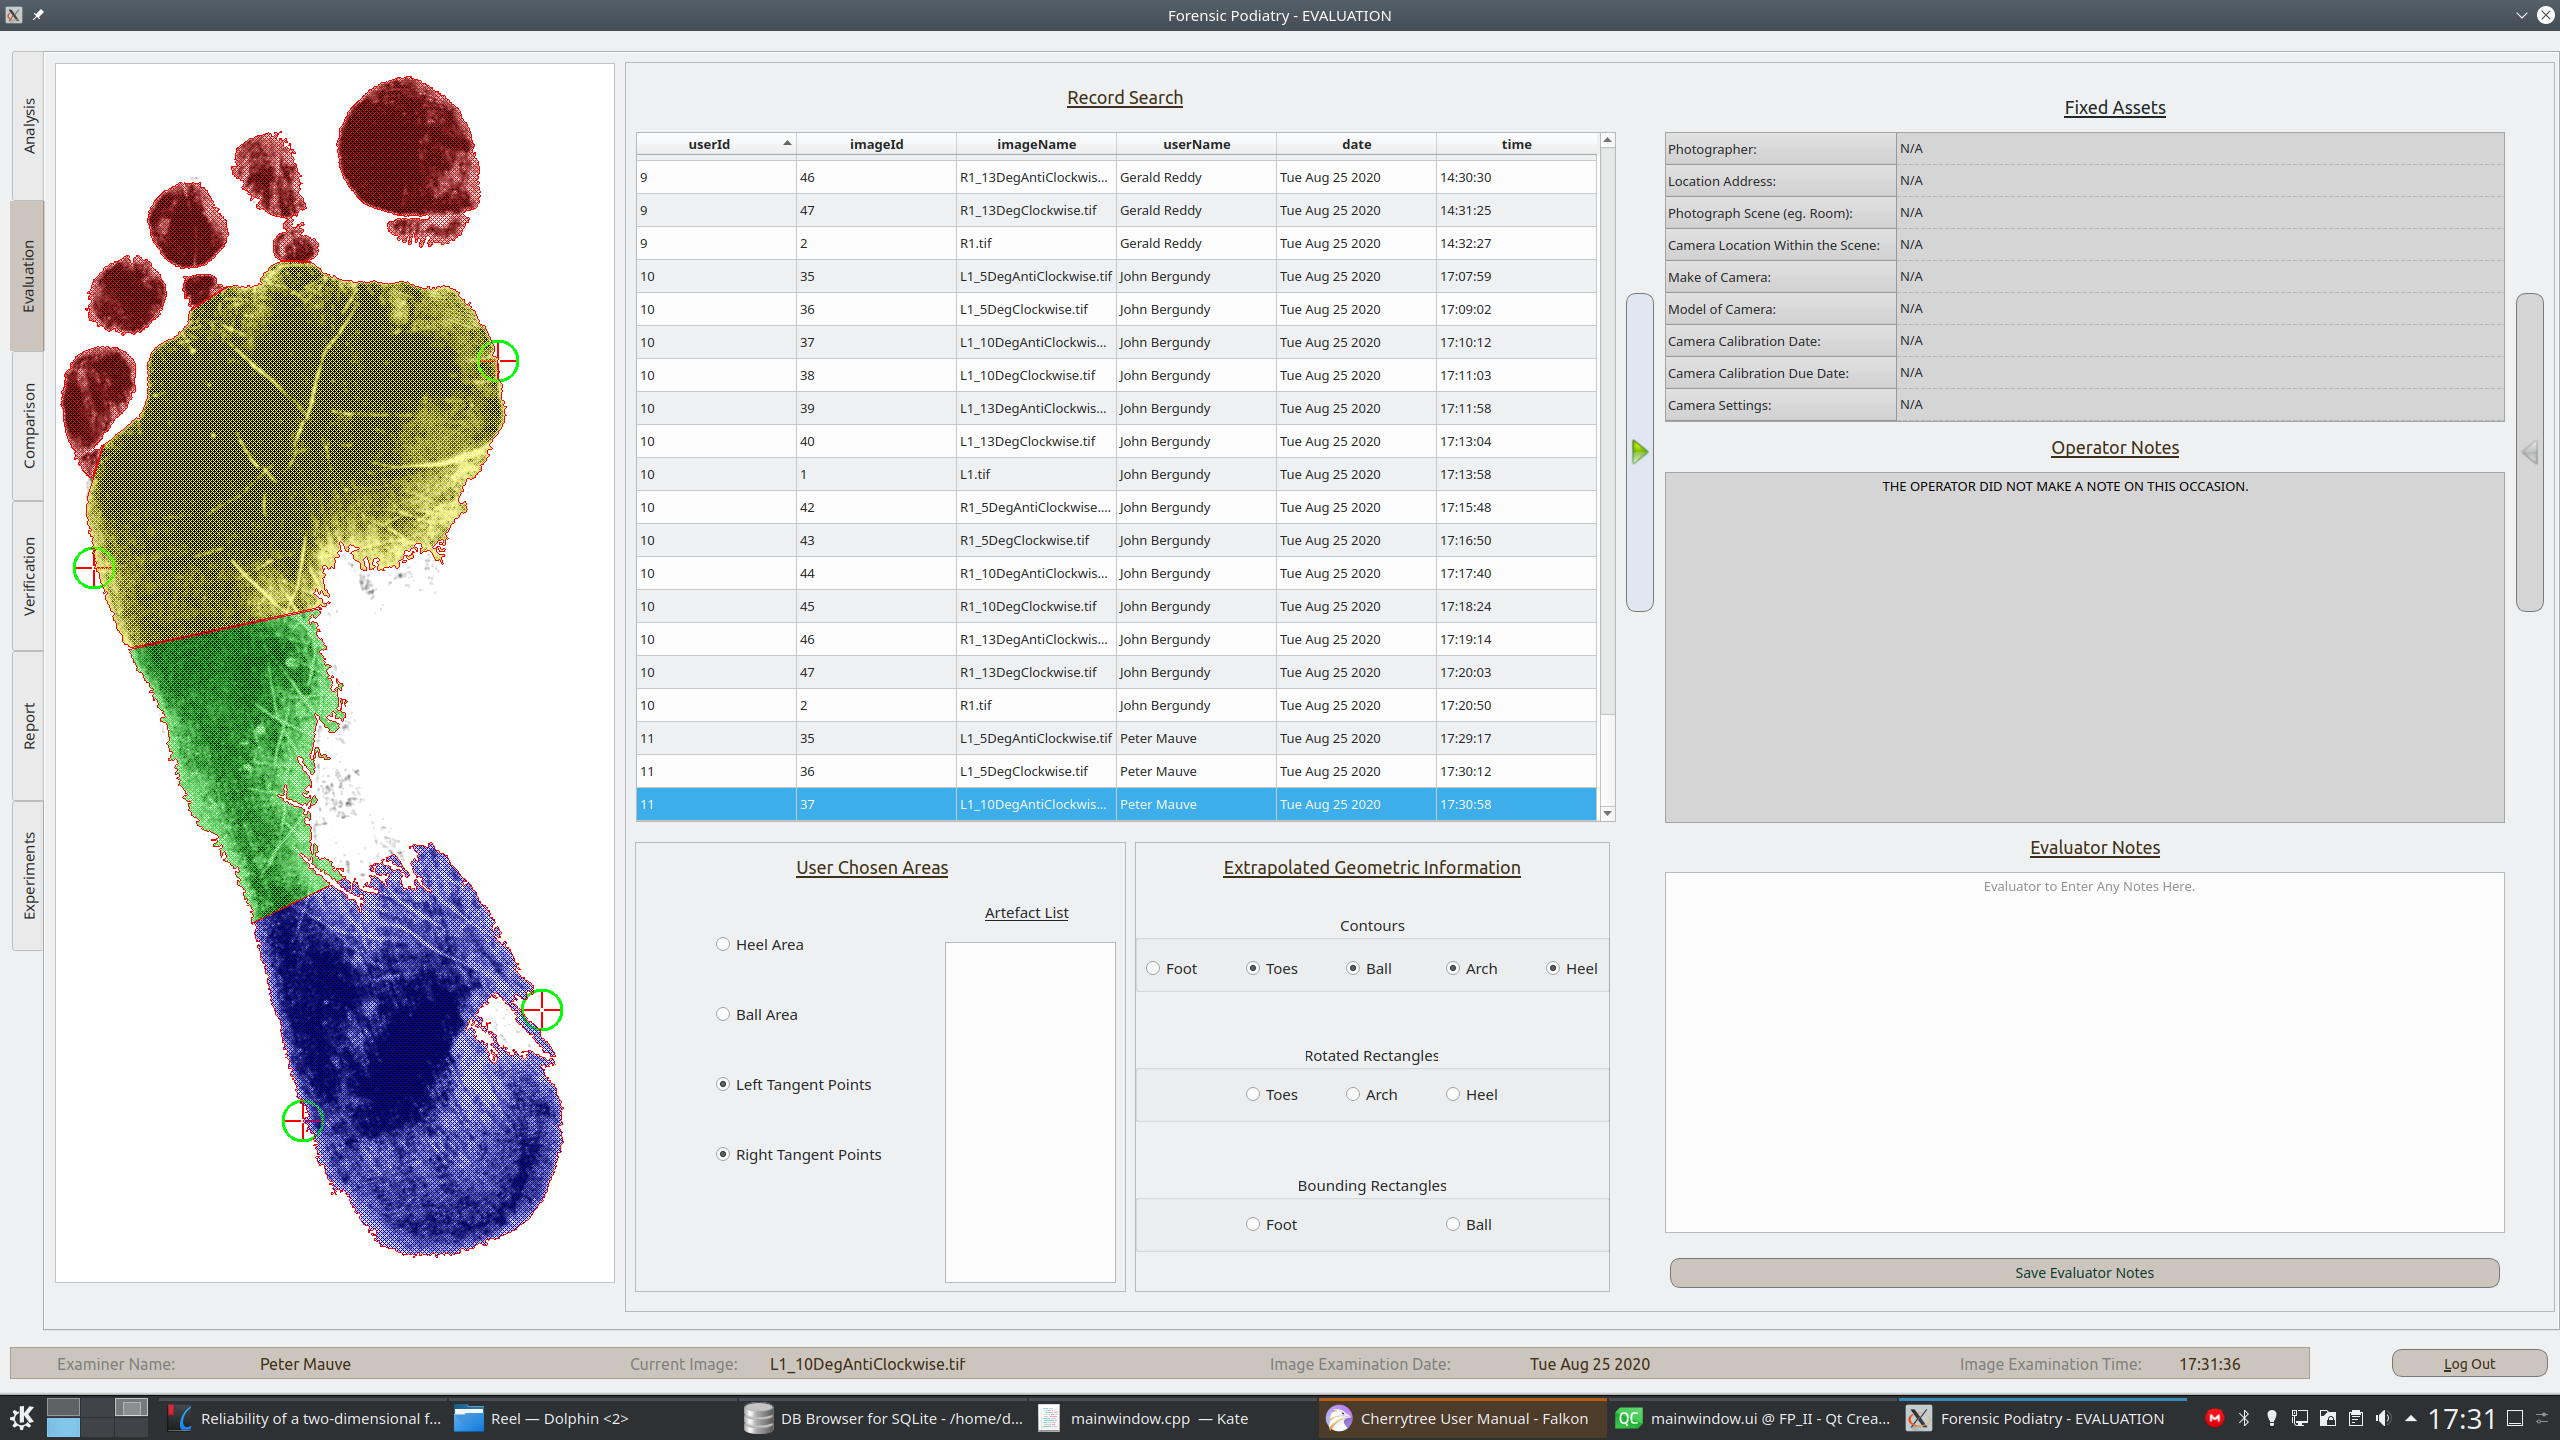 Forensic Podiatry - EVALUATION
Analysis
Evaluation
Comparison
Verification
Report
Experiments
Record Search
userId imageId imageName userName date time
9 46 R1_13DegAntiClockwis... Gerald Reddy Tue Aug 25 2020 14:30:30
9 47 R1_13DegClockwise.tif Gerald Reddy Tue Aug 25 2020 14:31:25
9 2 R1.tif Gerald Reddy Tue Aug 25 2020 14:32:27
10 35 L1_5DegAntiClockwise.tif John Bergundy Tue Aug 25 2020 17:07:59
10 36 L1_5DegClockwise.tif John Bergundy Tue Aug 25 2020 17:09:02
10 37 L1_10DegAntiClockwis... John Bergundy Tue Aug 25 2020 17:10:12
10 38 L1_10DegClockwise.tif John Bergundy Tue Aug 25 2020 17:11:03
10 39 L1_13DegAntiClockwis... John Bergundy Tue Aug 25 2020 17:11:58
10 40 L1_13DegClockwise.tif John Bergundy Tue Aug 25 2020 17:13:04
10 1 L1.tif John Bergundy Tue Aug 25 2020 17:13:58
10 42 R1_5DegAntiClockwise.... John Bergundy Tue Aug 25 2020 17:15:48
10 43 R1_5DegClockwise.tif John Bergundy Tue Aug 25 2020 17:16:50
10 44 R1_10DegAntiClockwis... John Bergundy Tue Aug 25 2020 17:17:40
10 45 R1_10DegClockwise.tif John Bergundy Tue Aug 25 2020 17:18:24
10 46 R1_13DegAntiClockwis... John Bergundy Tue Aug 25 2020 17:19:14
10 47 R1_13DegClockwise.tif John Bergundy Tue Aug 25 2020 17:20:03
10 2 R1.tif John Bergundy Tue Aug 25 2020 17:20:50
11 35 L1_5DegAntiClockwise.tif Peter Mauve Tue Aug 25 2020 17:29:17
11 36 L1_5DegClockwise.tif Peter Mauve Tue Aug 25 2020 17:30:12
11 37 L1_10DegAntiClockwis... Peter Mauve Tue Aug 25 2020 17:30:58
User Chosen Areas
Artefact List
Heel Area
Ball Area
Left Tangent Points
Right Tangent Points
Extrapolated Geometric Information
Contours
Foot Toes Ball Arch Heel
Rotated Rectangles
Toes Arch Heel
Bounding Rectangles
Foot Ball
Fixed Assets
Photographer: N/A
Location Address: N/A
Photograph Scene (eg. Room): N/A
Camera Location Within the Scene: N/A
Make of Camera: N/A
Model of Camera: N/A
Camera Calibration Date: N/A
Camera Calibration Due Date: N/A
Camera Settings: N/A
Operator Notes
THE OPERATOR DID NOT MAKE A NOTE ON THIS OCCASION.
Evaluator Notes
Evaluator to Enter Any Notes Here.
Save Evaluator Notes
Examiner Name: Peter Mauve Current Image: L1_10DegAntiClockwise.tif Image Examination Date: Tue Aug 25 2020 Image Examination Time: 17:31:36 Log Out
Reliability of a two-dimensional f... Reel — Dolphin <2> DB Browser for SQLite - /home/d... mainwindow.cpp — Kate Cherrytree User Manual - Falkon QC mainwindow.ui @ FP_II - Qt Crea... Forensic Podiatry - EVALUATION M 17:31